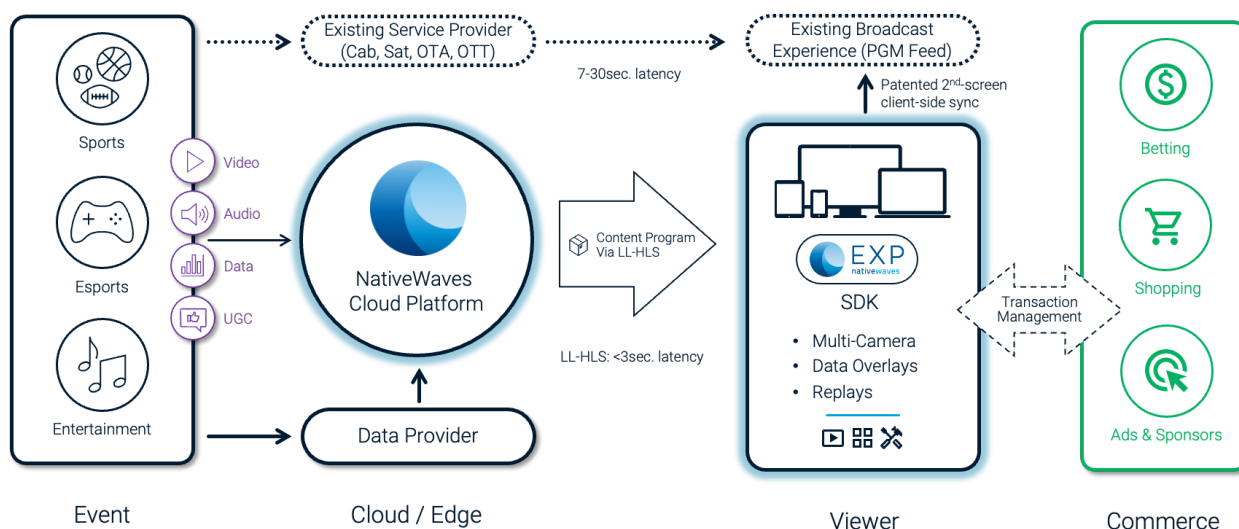 Sports
Esports
Entertainment
Event
Video
Audio
Data
UGC
Existing Service Provider
(Cab, Sat, OTA, OTT)
7-30sec. latency
NativeWaves
Cloud Platform
Data Provider
Cloud / Edge
Content Program
Via LL-HLS
LL-HLS: <3sec. latency
Existing Broadcast
Experience (PGM Feed)
Patented 2nd-screen
client-side sync
EXP
nativewaves
SDK
• Multi-Camera
• Data Overlays
• Replays
Viewer
Transaction
Management
$
Betting
Shopping
Ads & Sponsors
Commerce